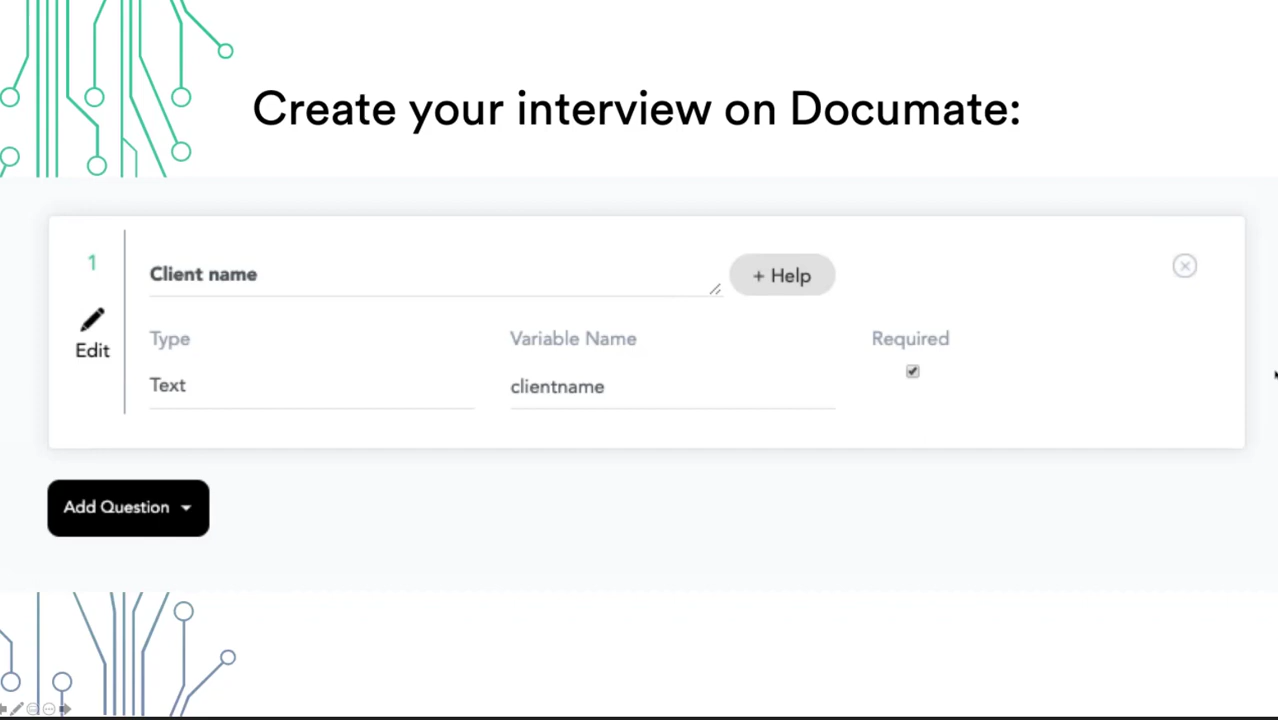 Create your interview on Documate:
1
Client name
+ Help
Edit
Type
Variable Name
Required
Text
clientname
Add Question